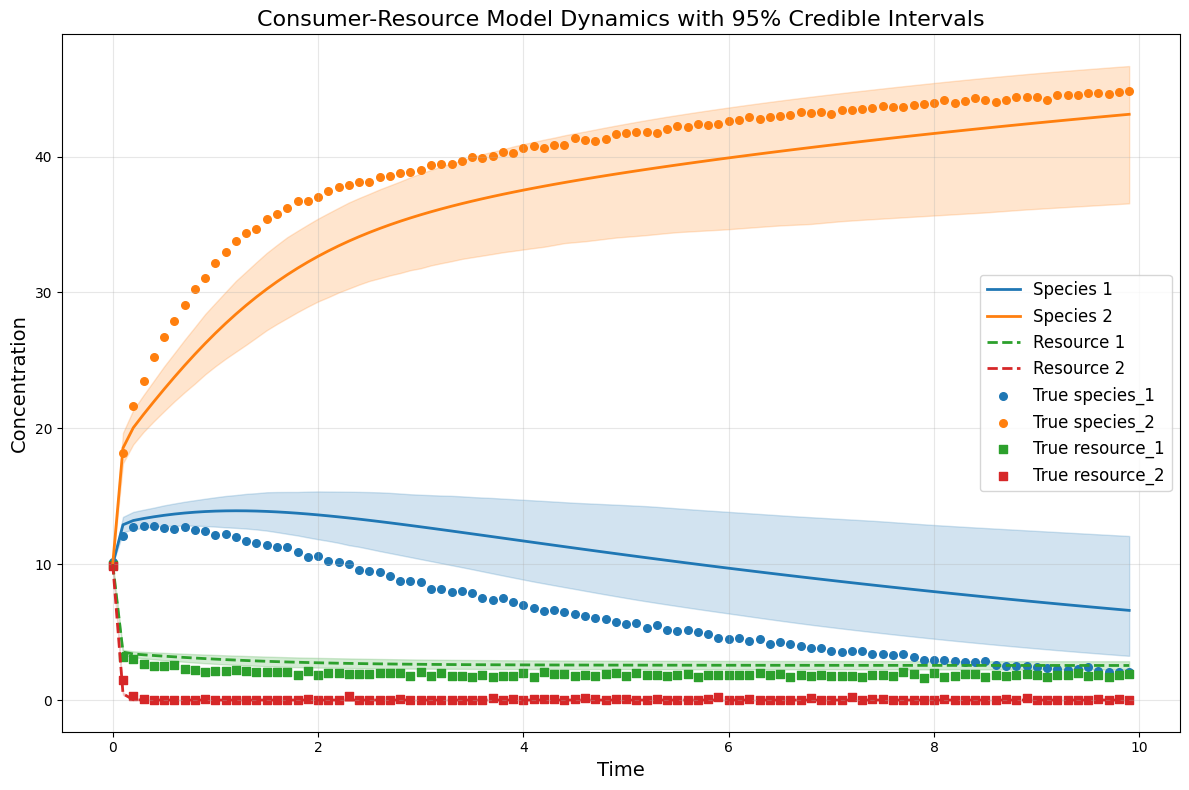 Consumer-Resource Model Dynamics with 95% Credible Intervals
Concentration
40
30
20
10
0
Species 1
Species 2
Resource 1
Resource 2
True species_1
True species_2
True resource_1
True resource_2
0 2 4 6 8 10
Time